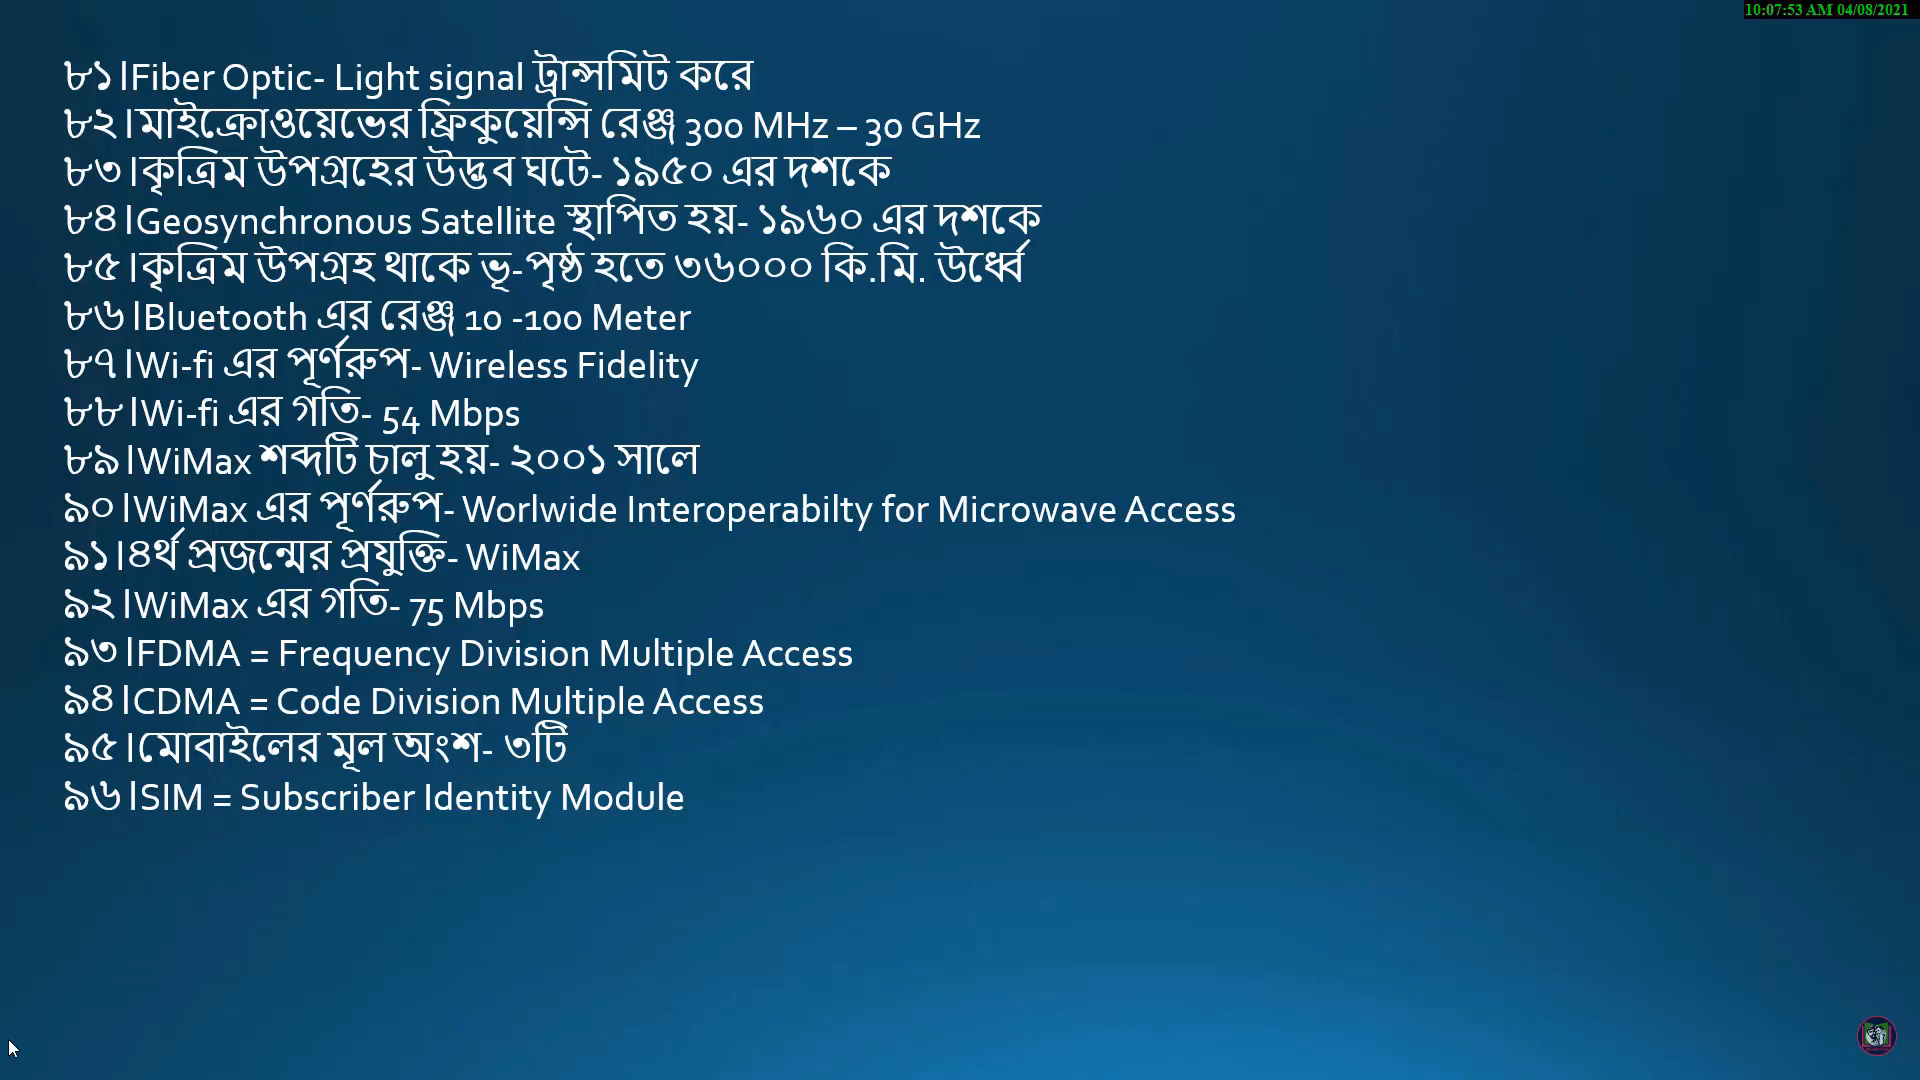 10:07:53 AM 04/08/2021
৮১।Fiber Optic- Light signal ট্রান্সমিট করে
৮২।মাইক্রোওয়েভের ফ্রিকুয়েন্সি রেঞ্জ 300 MHz – 30 GHz
৮৩।কৃত্রিম উপগ্রহের উদ্ভব ঘটে- ১৯৫০ এর দশকে
৮৪।Geosynchronous Satellite স্থাপিত হয়- ১৯৬০ এর দশকে
৮৫।কৃত্রিম উপগ্রহ থাকে ভূ-পৃষ্ঠ হতে ৩৬০০০ কি.মি. উর্ধ্বে
৮৬।Bluetooth এর রেঞ্জ 10 -100 Meter
৮৭।Wi-fi এর পূর্ণরুপ- Wireless Fidelity
৮৮।Wi-fi এর গতি- 54 Mbps
৮৯।WiMax শব্দটি চালু হয়- ২০০১ সালে
৯০।WiMax এর পূর্ণরুপ- Worlwide Interoperabilty for Microwave Access
৯১।৪র্থ প্রজন্মের প্রযুক্তি- WiMax
৯২।WiMax এর গতি- 75 Mbps
৯৩।FDMA = Frequency Division Multiple Access
৯৪।CDMA = Code Division Multiple Access
৯৫।মোবাইলের মূল অংশ- ৩টি
৯৬।SIM = Subscriber Identity Module